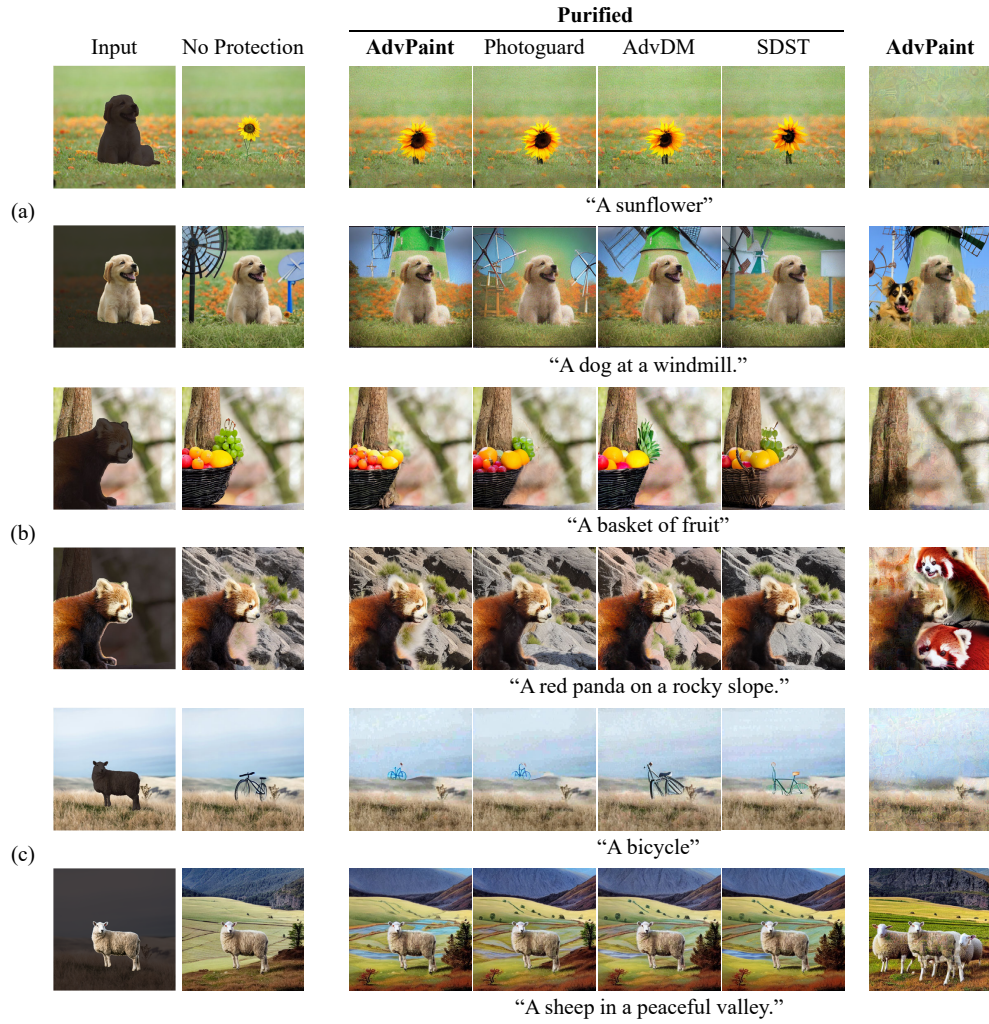 Purified
Input No Protection AdvPaint Photoguard AdvDM SDST AdvPaint
(a)
“A sunflower”
“A dog at a windmill.”
(b)
“A basket of fruit”
“A red panda on a rocky slope.”
(c)
“A bicycle”
“A sheep in a peaceful valley.”